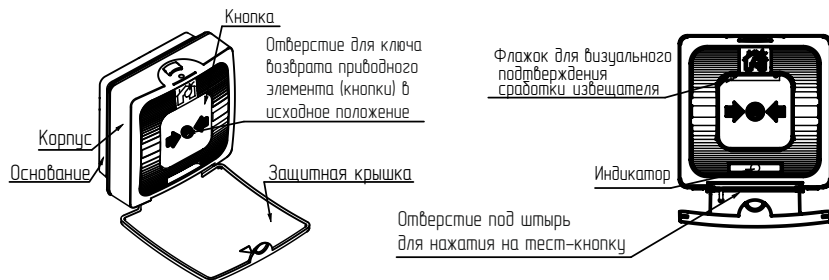 Кнопка
Отверстие для ключа
возврата приводного
элемента (кнопки) в
исходное положение
Корпус
Основание
Защитная крышка
Флажок для визуального
подтверждения
сработки извещателя
Индикатор
Отверстие под штырь
для нажатия на тест-кнопку